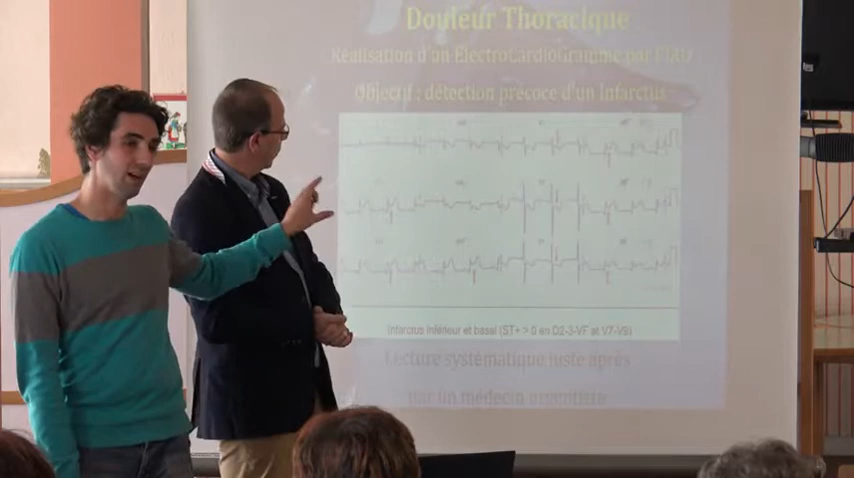 Douleur Thoracique
Réalisation d'un ElectroCardioGramme par l'IAO
Objectif : détection précoce d'un Infarctus
Infarctus Inférieur et basal (ST+ > 0 en D2-3-VF et V7-V9)
Lecture systématique juste après
par un médecin urgentiste